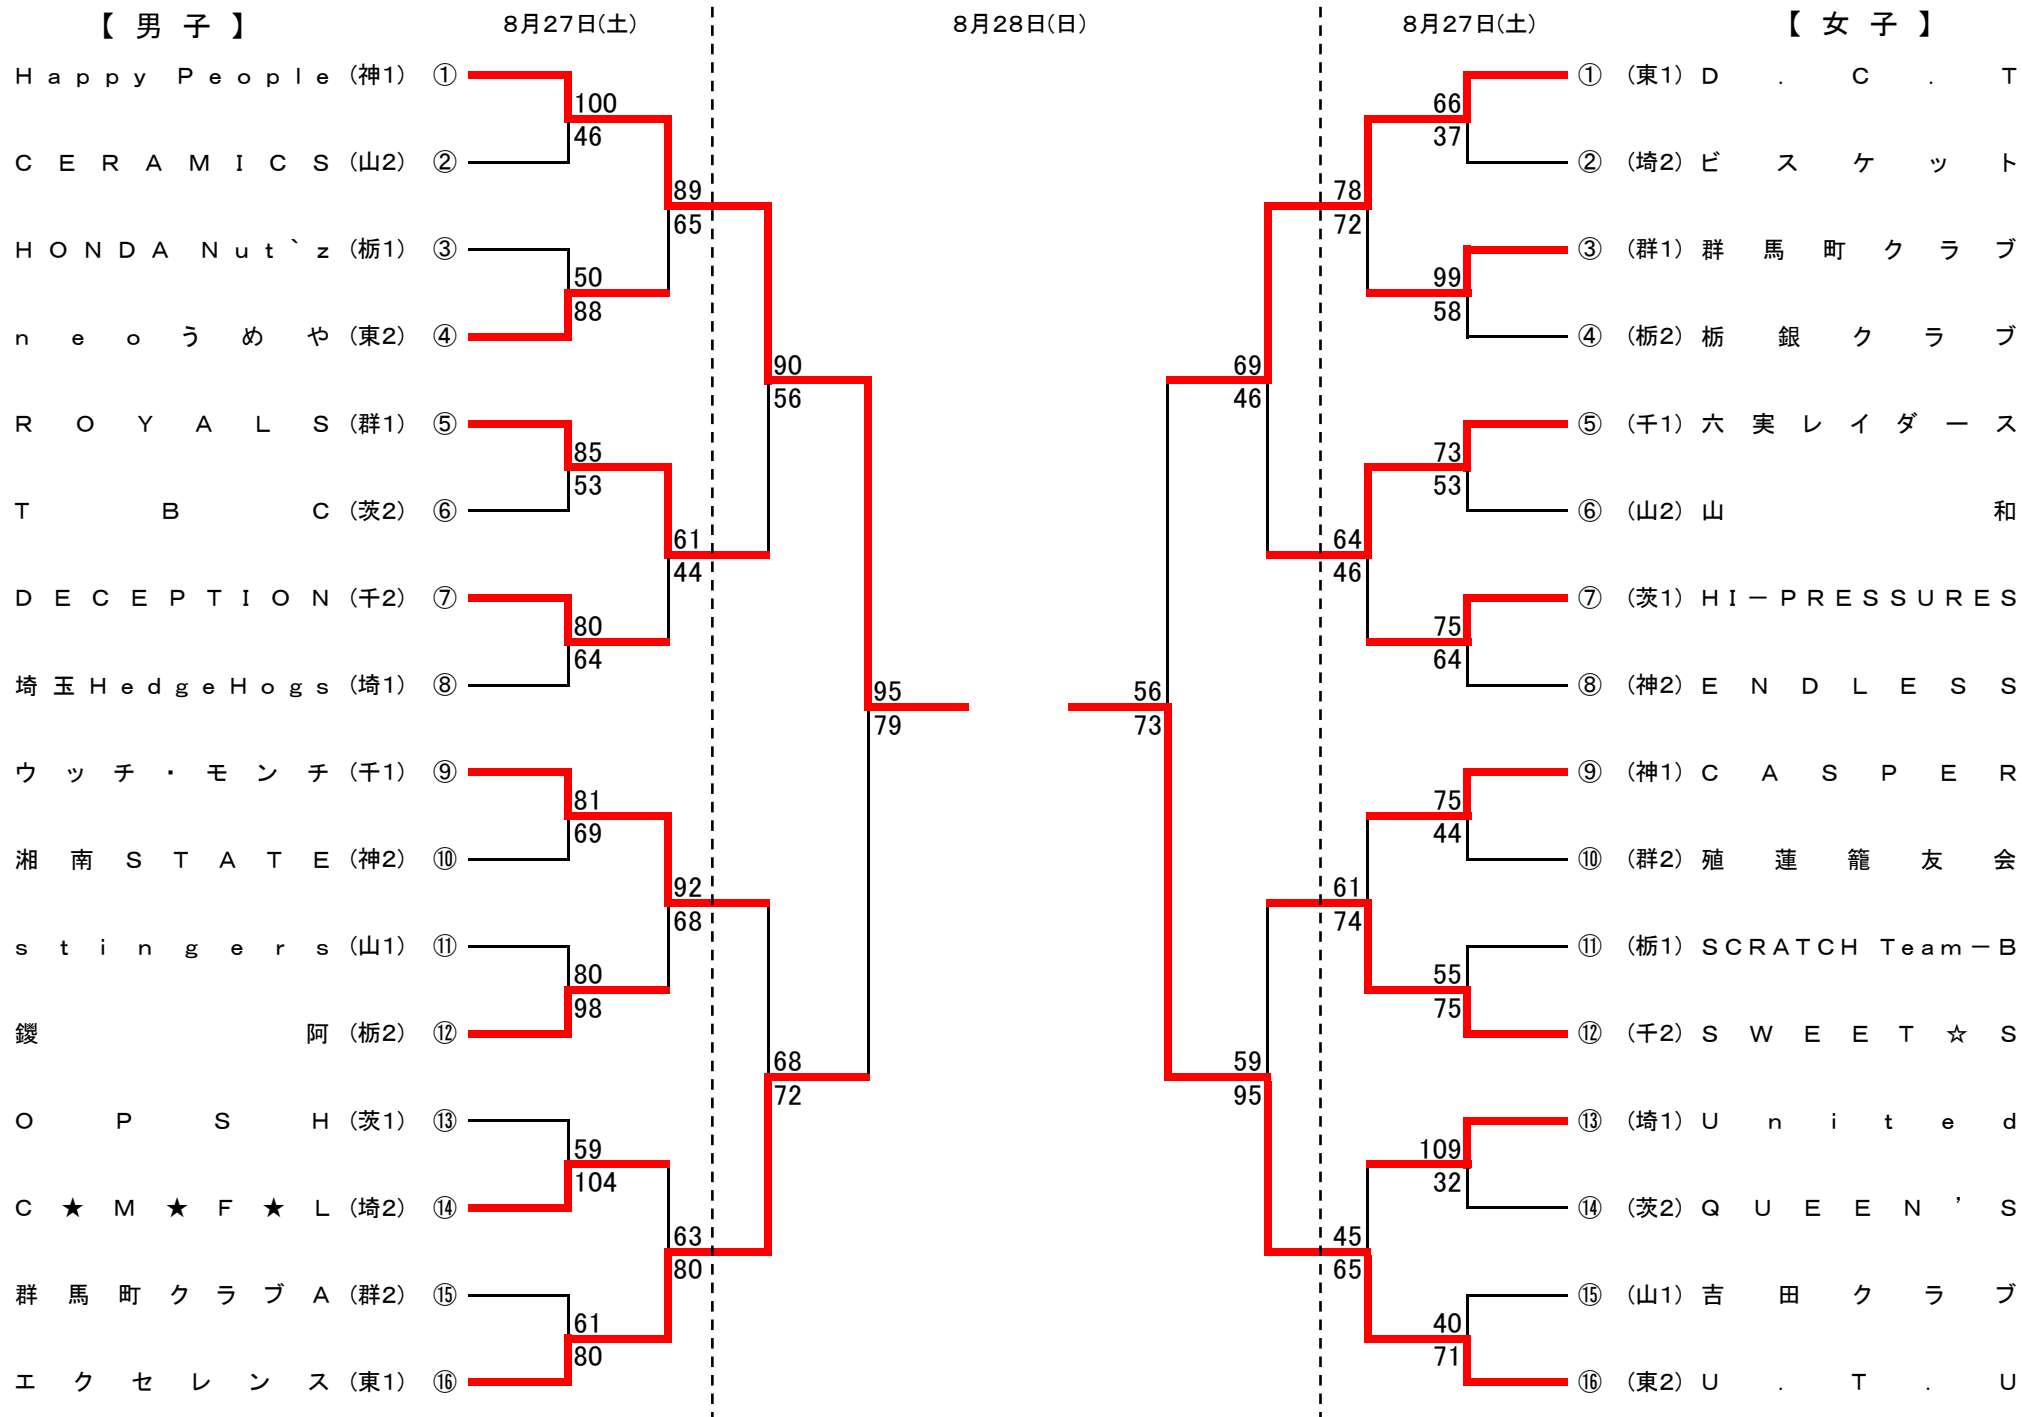 【 男 子 】 8月27日(土) 8月28日(日) 8月27日(土) 【 女 子 】
Happy People (神1) ① ① (東1) D.C.T
100 66
46 37
CERAMICS (山2) ② ② (埼2) ビスケット
89 78
65 72
HONDA Nut`z (栃1) ③ ③ (群1) 群馬町クラブ
50 99
88 58
neoうめや (東2) ④ ④ (栃2) 栃銀クラブ
90 69
56 46
ROYALS (群1) ⑤ ⑤ (千1) 六実レイダース
85 73
53 53
TBC (茨2) ⑥ ⑥ (山2) 山和
61 64
44 46
DECEPTION (千2) ⑦ ⑦ (茨1) HI-PRESSURES
80 75
64 64
埼玉HedgeHogs (埼1) ⑧ ⑧ (神2) ENDLESS
95 56
79 73
ウッチ・モンチ (千1) ⑨ ⑨ (神1) CASPER
81 75
69 44
湘南STATE (神2) ⑩ ⑩ (群2) 殖蓮籠友会
92 61
68 74
stingers (山1) ⑪ ⑪ (栃1) SCRATCH Team-B
80 55
98 75
鑁阿 (栃2) ⑫ ⑫ (千2) SWEET☆S
68 59
72 95
OPSH (茨1) ⑬ ⑬ (埼1) United
59 109
104 32
C★M★F★L (埼2) ⑭ ⑭ (茨2) QUEEN'S
63 45
80 65
群馬町クラブA (群2) ⑮ ⑮ (山1) 吉田クラブ
61 40
80 71
エクセレンス (東1) ⑯ ⑯ (東2) U.T.U